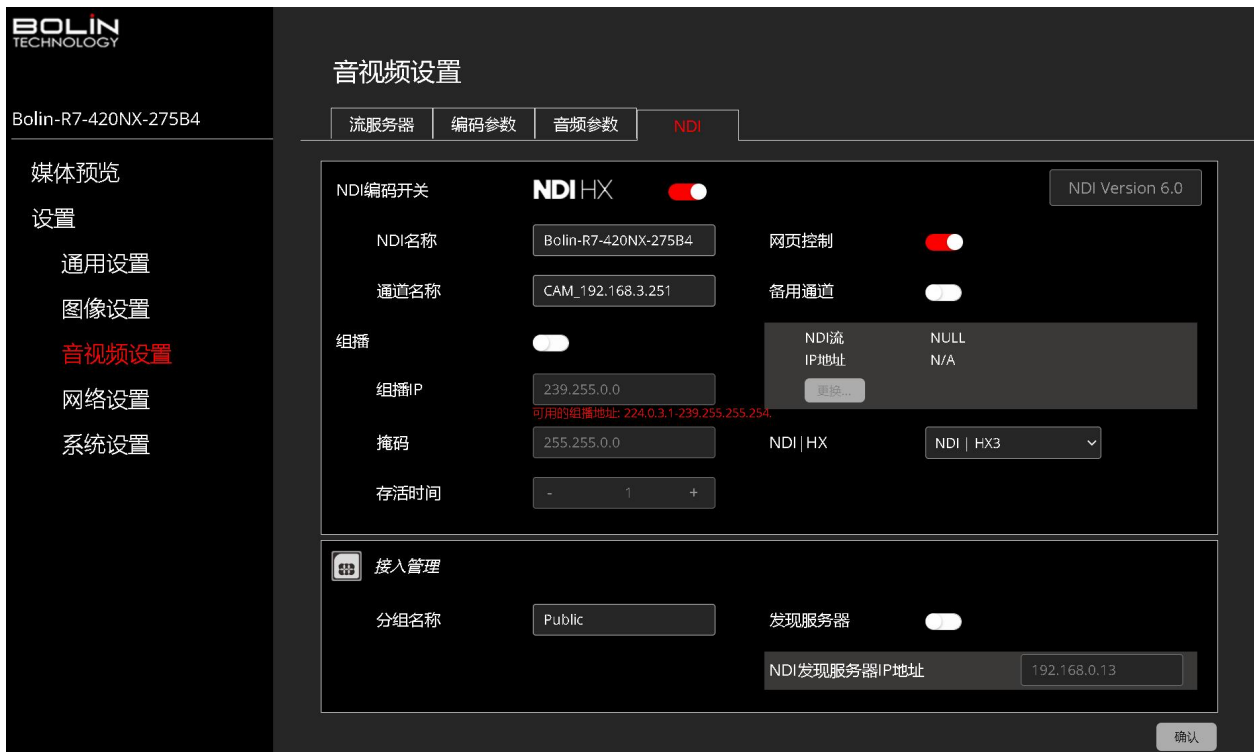 BOLIN
TECHNOLOGY
Bolin-R7-420NX-275B4
媒体预览
设置
通用设置
图像设置
音视频设置
网络设置
系统设置
音视频设置
流服务器 编码参数 音频参数 NDI
NDI编码开关 NDI HX NDI Version 6.0
NDI名称 Bolin-R7-420NX-275B4 网页控制
通道名称 CAM_192.168.3.251 备用通道
组播 NDI流 NULL
IP地址 N/A
组播IP 239.255.0.0 更换...
可用的组播地址: 224.0.3.1-239.255.255.254.
掩码 255.255.0.0 NDI|HX NDI | HX3
存活时间 - 1 +
接入管理
分组名称 Public 发现服务器
NDI发现服务器IP地址 192.168.0.13
确认